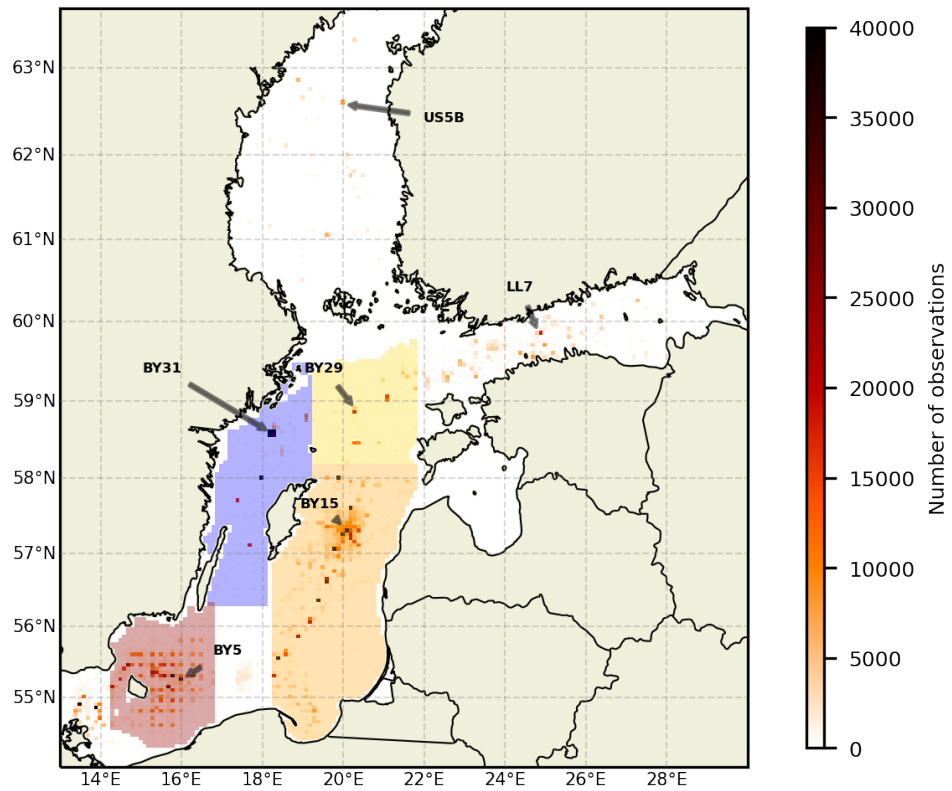 63°N
62°N
61°N
60°N
59°N
58°N
57°N
56°N
55°N
US5B
LL7
BY31
BY29
BY15
BY5
14°E 16°E 18°E 20°E 22°E 24°E 26°E 28°E
40000
35000
30000
25000
20000
15000
10000
5000
0
Number of observations